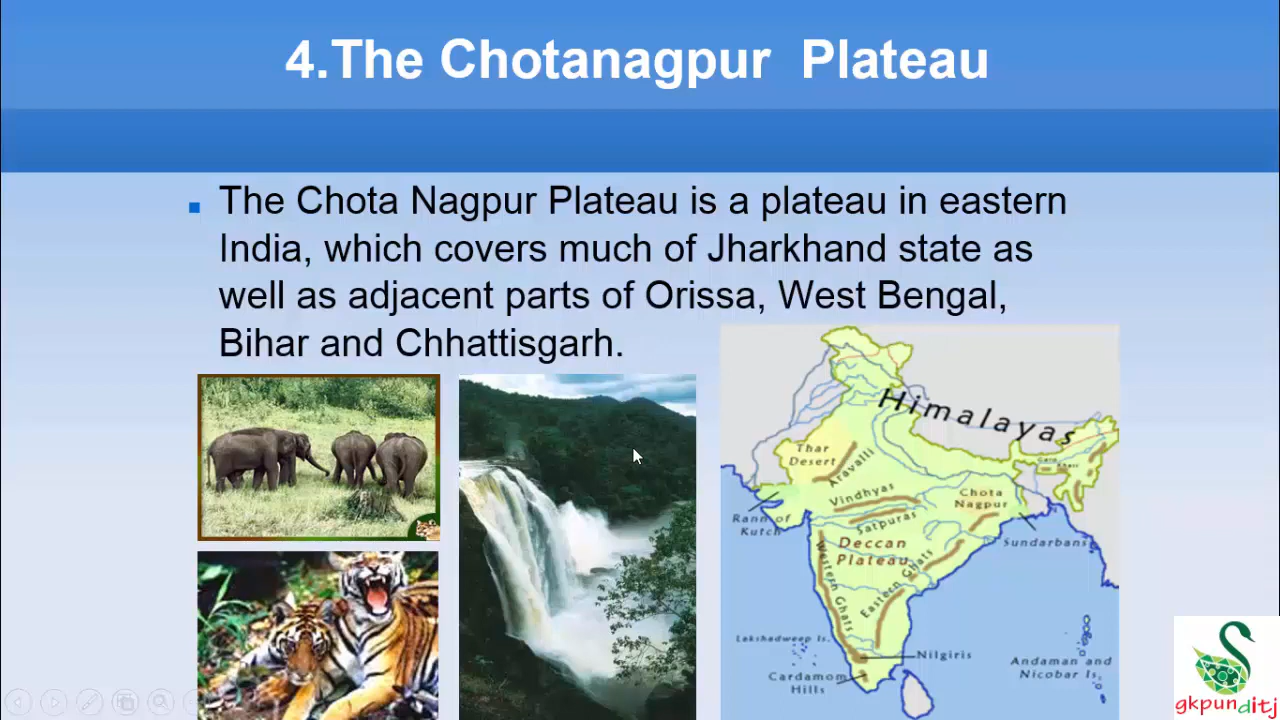 4.The Chotanagpur Plateau
The Chota Nagpur Plateau is a plateau in eastern
India, which covers much of Jharkhand state as
well as adjacent parts of Orissa, West Bengal,
Bihar and Chhattisgarh.
Himalayas
Thar
Desert
Aravalli
Vindhyas
Satpuras
Chota
Nagpur
Rann of
Kutch
Sundarbans
Deccan
Plateau
Western Ghats
Eastern Ghats
Lakshadweep Is.
Nilgiris
Cardamom
Hills
Andaman and
Nicobar Is.
gkpunditj